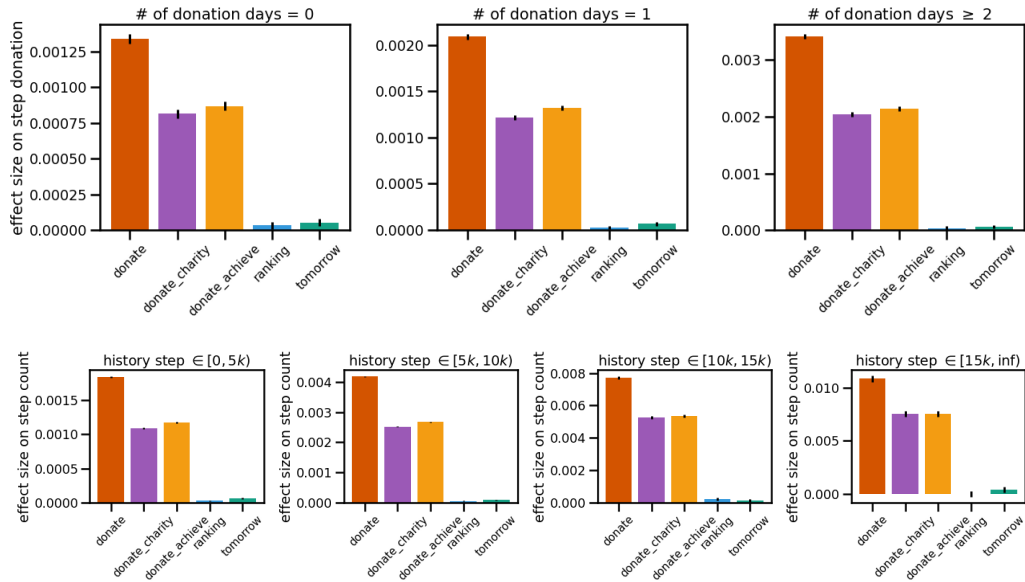 # of donation days = 0
effect size on step donation
0.00125
0.00100
0.00075
0.00050
0.00025
0.00000
donate
donate_charity
donate_achieve
ranking
tomorrow
# of donation days = 1
0.0020
0.0015
0.0010
0.0005
0.0000
donate
donate_charity
donate_achieve
ranking
tomorrow
# of donation days ≥ 2
0.003
0.002
0.001
0.000
donate
donate_charity
donate_achieve
ranking
tomorrow
history step ∈[0, 5k)
effect size on step count
0.0015
0.0010
0.0005
0.0000
donate
donate_charity
donate_achieve
ranking
tomorrow
history step ∈[5k, 10k)
effect size on step count
0.004
0.003
0.002
0.001
0.000
donate
donate_charity
donate_achieve
ranking
tomorrow
history step ∈[10k, 15k)
effect size on step count
0.008
0.006
0.004
0.002
0.000
donate
donate_charity
donate_achieve
ranking
tomorrow
history step ∈[15k, inf)
effect size on step count
0.010
0.005
0.000
donate
donate_charity
donate_achieve
ranking
tomorrow